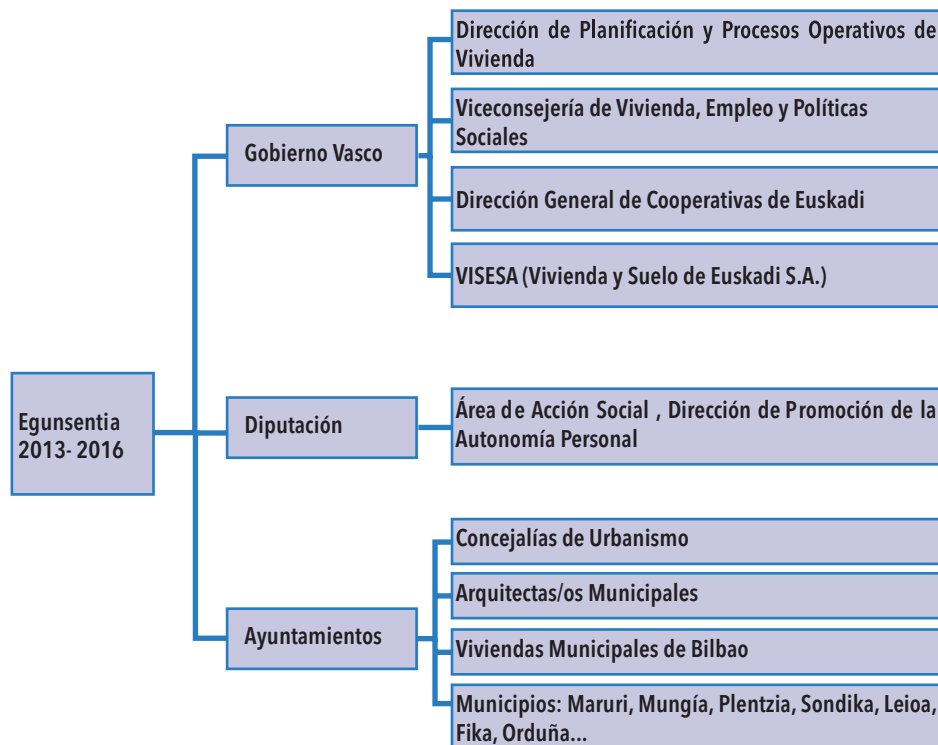 Dirección de Planificación y Procesos Operativos de
Vivienda
Viceconsejería de Vivienda, Empleo y Políticas
Sociales
Gobierno Vasco
Dirección General de Cooperativas de Euskadi
VISESA (Vivienda y Suelo de Euskadi S.A.)
Egunsentia
2013- 2016
Diputación
Área de Acción Social , Dirección de Promoción de la
Autonomía Personal
Concejalías de Urbanismo
Arquitectas/os Municipales
Ayuntamientos
Viviendas Municipales de Bilbao
Municipios: Maruri, Mungía, Plentzia, Sondika, Leioa,
Fika, Orduña...